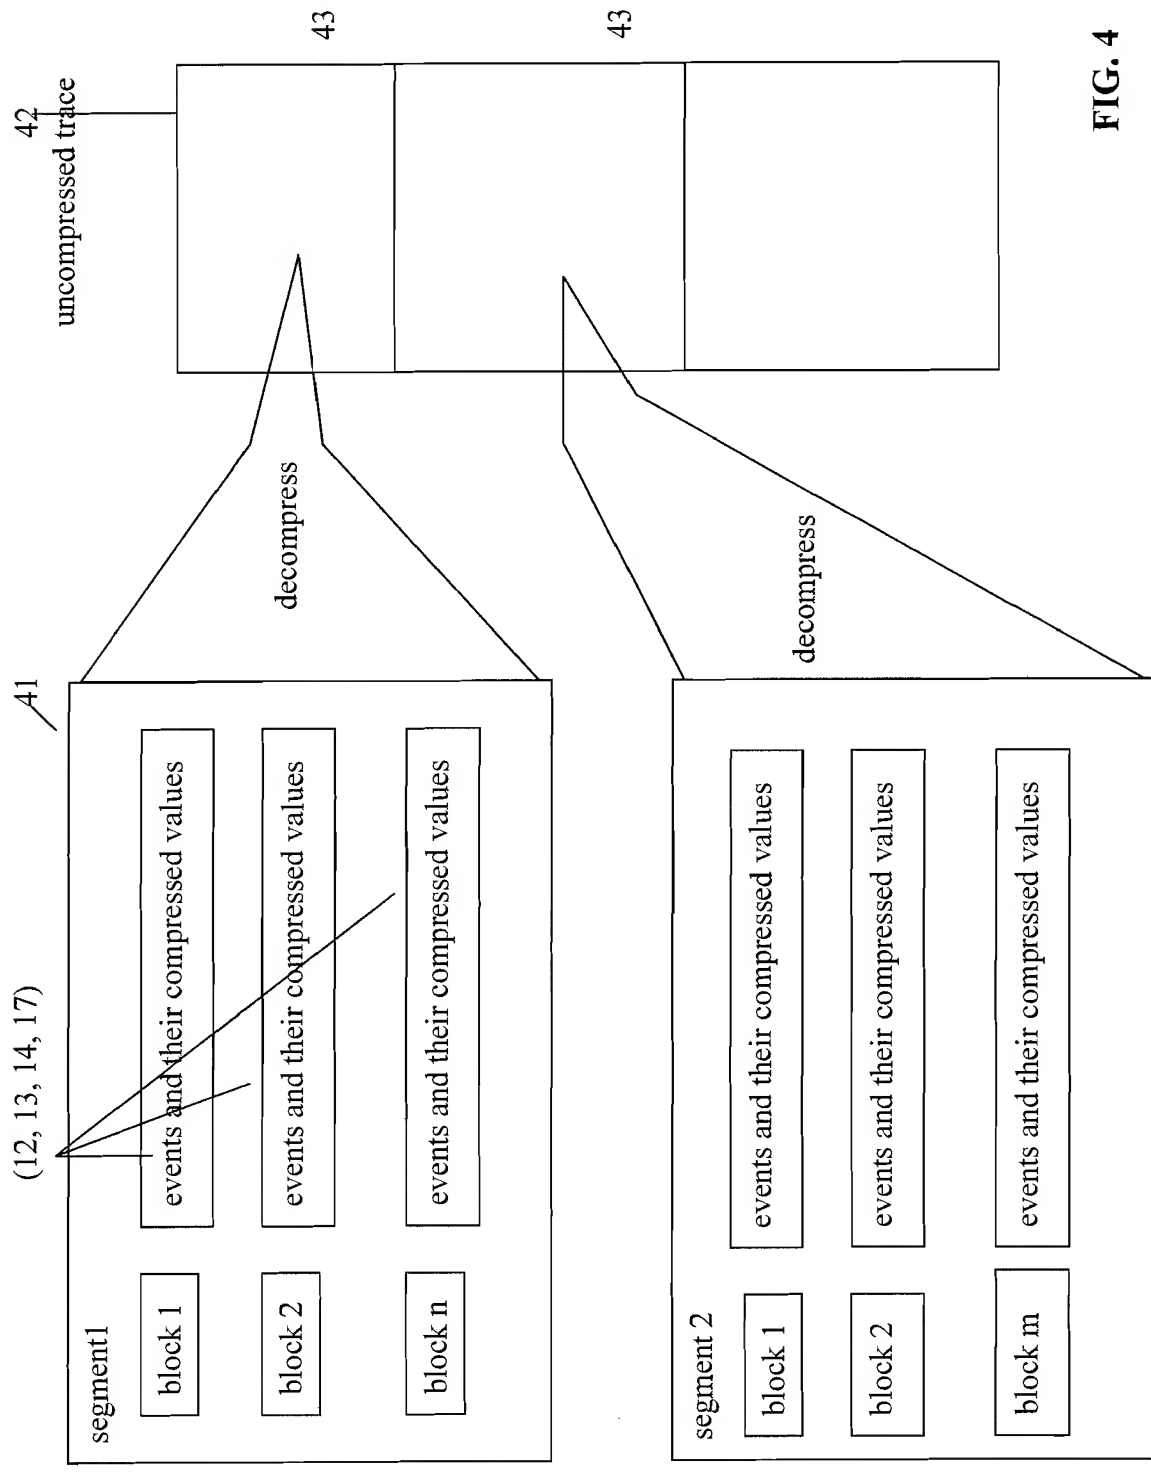 (12, 13, 14, 17)
41
42
uncompressed trace
segment1
block 1
events and their compressed values
block 2
events and their compressed values
block n
events and their compressed values
decompress
43
segment 2
block 1
events and their compressed values
block 2
events and their compressed values
block m
events and their compressed values
decompress
43
FIG. 4